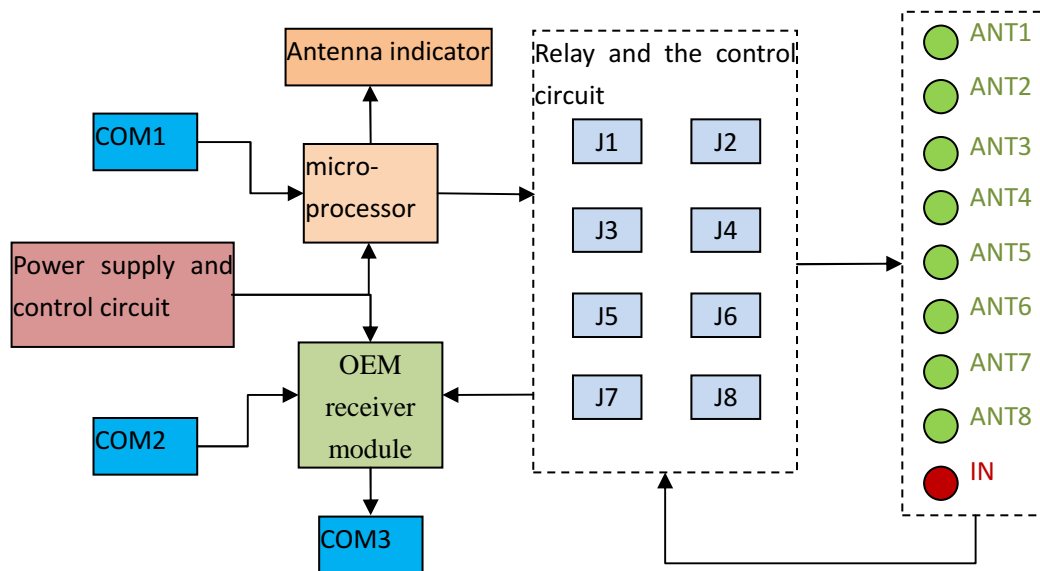 Antenna indicator
COM1
micro-
processor
Power supply and
control circuit
OEM
receiver
module
COM2
COM3
Relay and the control
circuit
J1
J2
J3
J4
J5
J6
J7
J8
ANT1
ANT2
ANT3
ANT4
ANT5
ANT6
ANT7
ANT8
IN